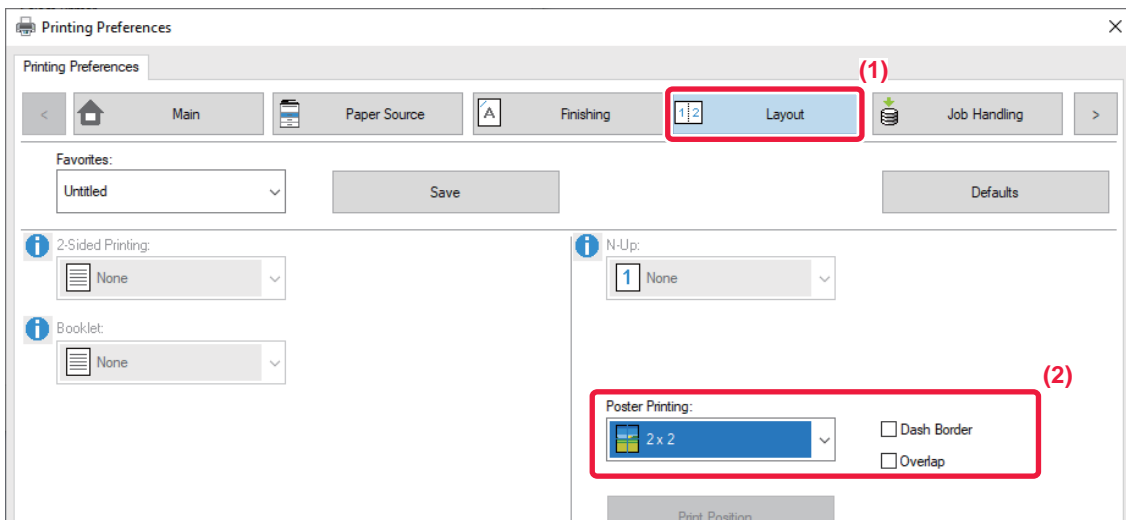 Printing Preferences
Printing Preferences
(1)
< Main Paper Source A Finishing 1 2 Layout Job Handling >
Favorites:
Untitled Save Defaults
2-Sided Printing:
None
Booklet:
None
N-Up:
1 None
(2)
Poster Printing:
2 x 2
Dash Border
Overlap
Print Position